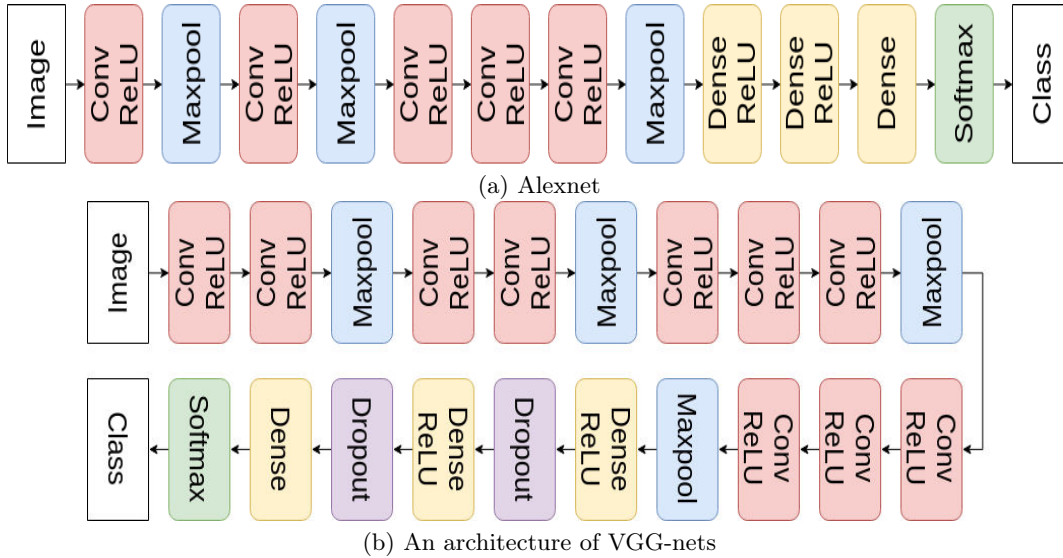 Image
Conv
ReLU
Maxpool
Conv
ReLU
Maxpool
Conv
ReLU
Conv
ReLU
Conv
ReLU
Maxpool
Dense
ReLU
Dense
ReLU
Dense
Softmax
Class
(a) Alexnet
Image
Conv
ReLU
Conv
ReLU
Maxpool
Conv
ReLU
Conv
ReLU
Maxpool
Conv
ReLU
Conv
ReLU
Conv
ReLU
Maxpool
Conv
ReLU
Conv
ReLU
Conv
ReLU
Maxpool
Dense
ReLU
Dropout
Dense
ReLU
Dropout
Dense
Softmax
Class
(b) An architecture of VGG-nets